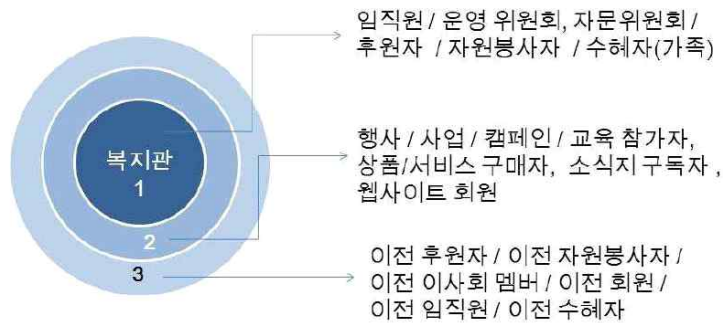 임직원 / 운영 위원회, 자문위원회 /
후원자 / 자원봉사자 / 수혜자(가족)
복지관
1
행사 / 사업 / 캠페인 / 교육 참가자,
상품/서비스 구매자, 소식지 구독자 ,
웹사이트 회원
2
3
이전 후원자 / 이전 자원봉사자 /
이전 이사회 멤버 / 이전 회원 /
이전 임직원 / 이전 수혜자